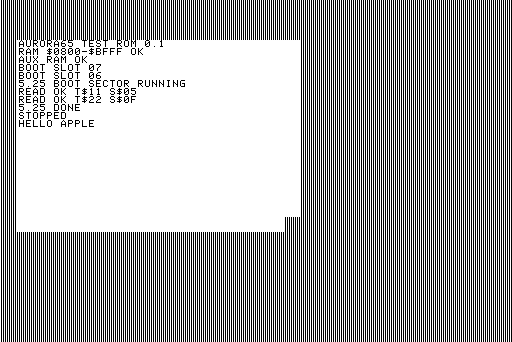 AURORA65 TEST ROM 0.1
RAM $0800-$BFFF OK
AUX RAM OK
BOOT SLOT 07
BOOT SLOT 06
5.25 BOOT SECTOR RUNNING
READ OK T$11 S$05
READ OK T$22 S$0F
5.25 DONE
STOPPED
HELLO APPLE